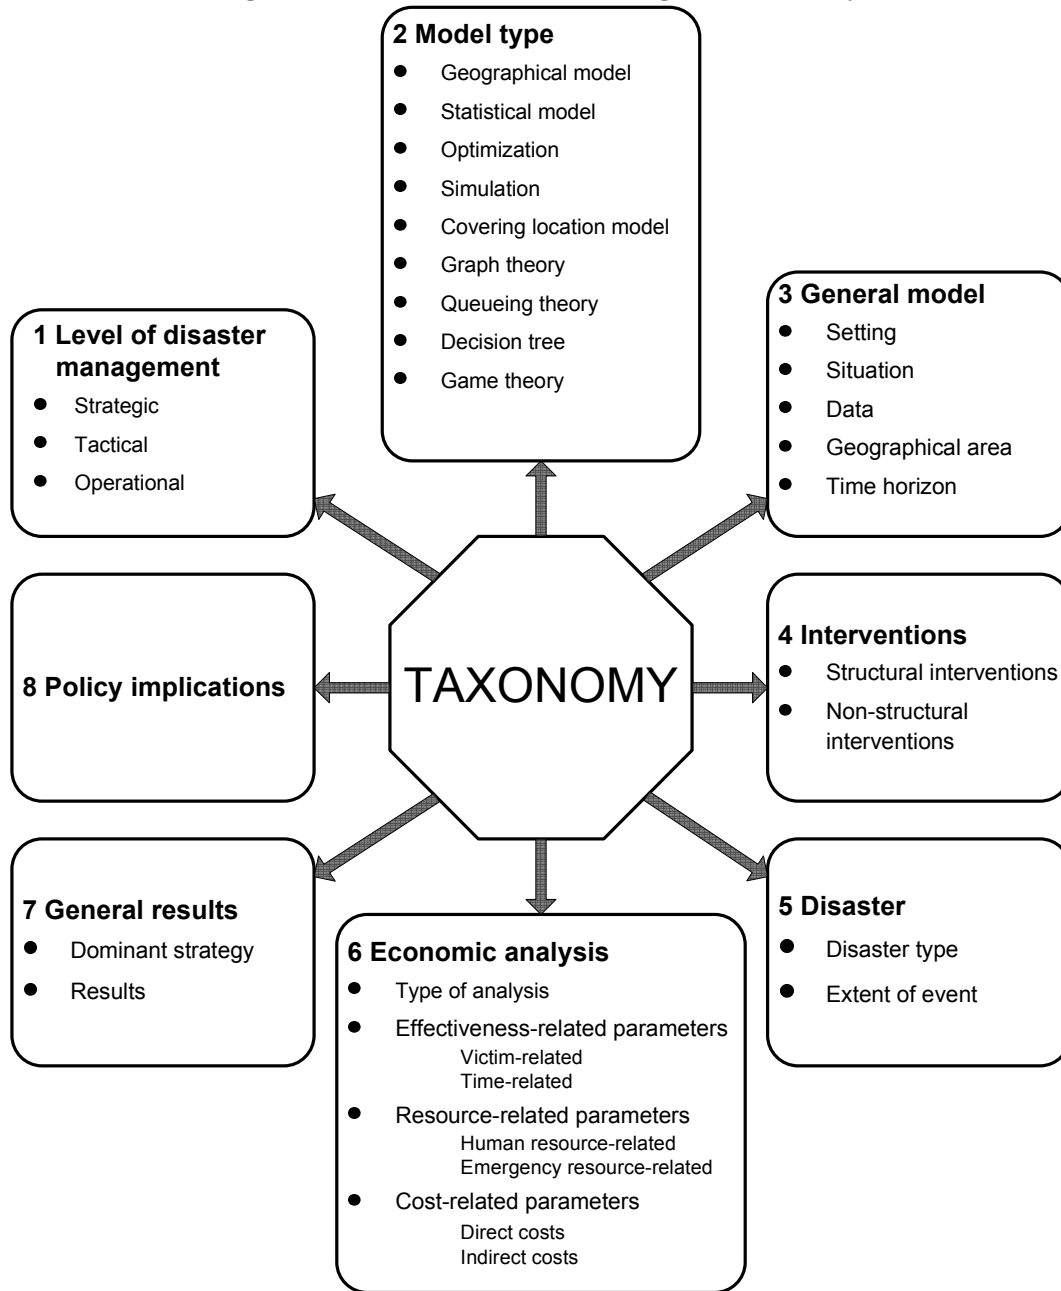 2 Model type
● Geographical model
● Statistical model
● Optimization
● Simulation
● Covering location model
● Graph theory
● Queueing theory
● Decision tree
● Game theory
1 Level of disaster
management
● Strategic
● Tactical
● Operational
3 General model
● Setting
● Situation
● Data
● Geographical area
● Time horizon
TAXONOMY
8 Policy implications
4 Interventions
● Structural interventions
● Non-structural
interventions
7 General results
● Dominant strategy
● Results
6 Economic analysis
● Type of analysis
● Effectiveness-related parameters
Victim-related
Time-related
● Resource-related parameters
Human resource-related
Emergency resource-related
● Cost-related parameters
Direct costs
Indirect costs
5 Disaster
● Disaster type
● Extent of event